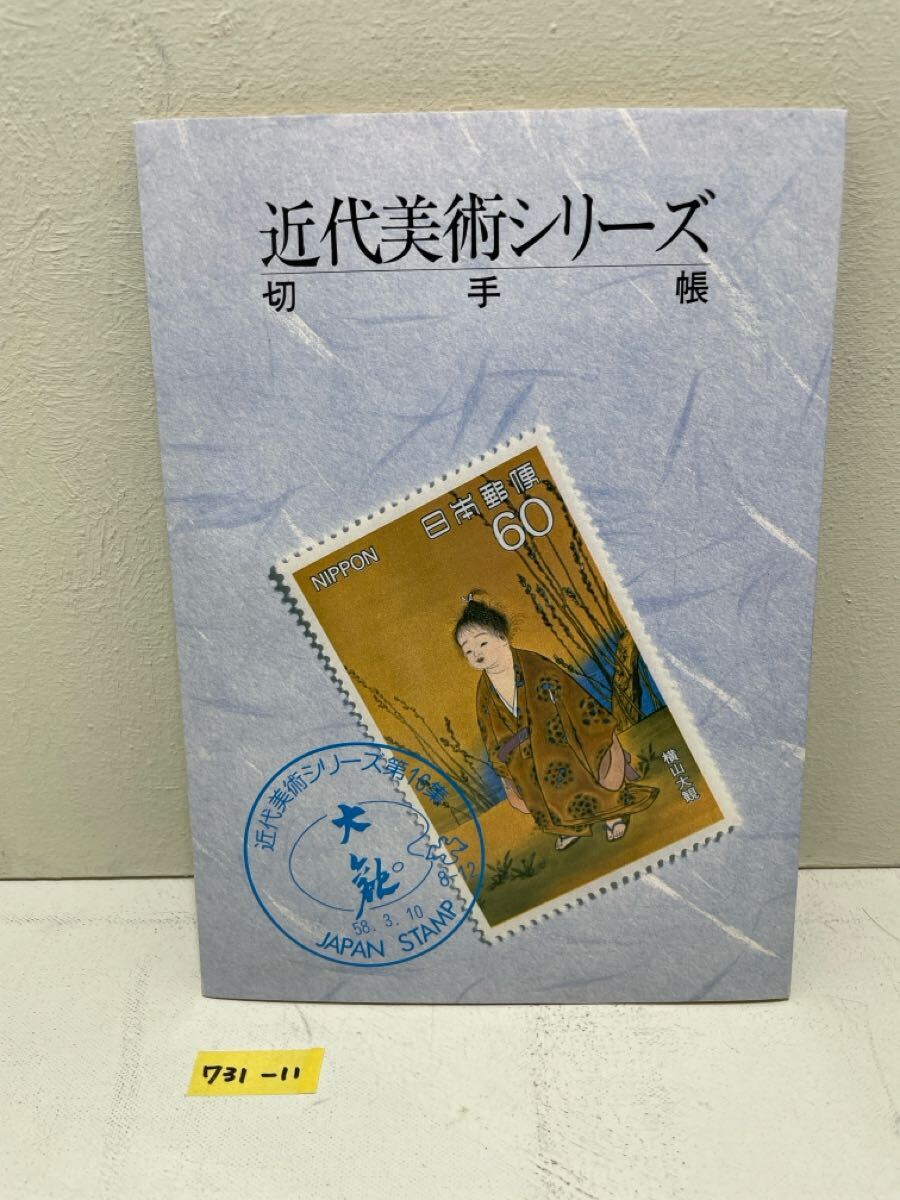 近代美術シリーズ
切手帳
日本郵便
60
NIPPON
横山大観
近代美術シリーズ第16集
大観
58.3.10
8-12
JAPAN STAMP
731-11